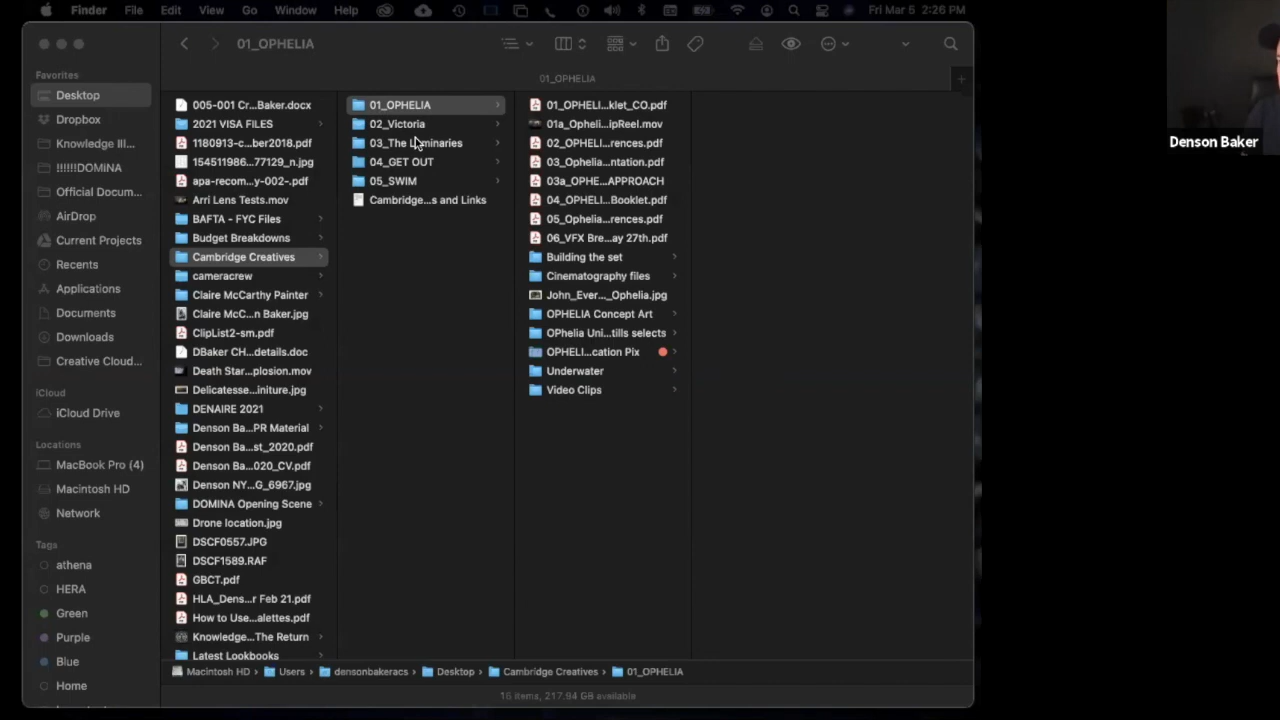 Finder File Edit View Go Window Help Fri Mar 5 2:26 PM
01_OPHELIA
01_OPHELIA
Favorites
Desktop
Dropbox
Knowledge Ill...
!!!!!!DOMINA
Official Docum...
AirDrop
Current Projects
Recents
Applications
Documents
Downloads
Creative Cloud...
iCloud
iCloud Drive
Locations
MacBook Pro (4)
Macintosh HD
Network
Tags
athena
HERA
Green
Purple
Blue
Home
005-001 Cr...Baker.docx
2021 VISA FILES
1180913-c...ber2018.pdf
154511986...77129_n.jpg
apa-recom...y-002-.pdf
Arri Lens Tests.mov
BAFTA - FYC Files
Budget Breakdowns
Cambridge Creatives
cameracrew
Claire McCarthy Painter
Claire McC...n Baker.jpg
ClipList2-sm.pdf
DBaker CH...details.doc
Death Star...plosion.mov
Delicatesse...initure.jpg
DENAIRE 2021
Denson Ba...PR Material
Denson Ba...st_2020.pdf
Denson Ba...020_CV.pdf
Denson NY...G_6967.jpg
DOMINA Opening Scene
Drone location.jpg
DSCF0557.JPG
DSCF1589.RAF
GBCT.pdf
HLA_Dens...r Feb 21.pdf
How to Use...alettes.pdf
Knowledge...The Return
Latest Lookbooks
01_OPHELIA
02_Victoria
03_The Luminaries
04_GET OUT
05_SWIM
Cambridge...s and Links
01_OPHELI...klet_CO.pdf
01a_Opheli...ipReel.mov
02_OPHELI...rences.pdf
03_Ophelia...ntation.pdf
03a_OPHE...APPROACH
04_OPHELI...Booklet.pdf
05_Ophelia...rences.pdf
06_VFX Bre...ay 27th.pdf
Building the set
Cinematography files
John_Ever..._Ophelia.jpg
OPHELIA Concept Art
OPhelia Uni...tills selects
OPHELI...cation Pix
Underwater
Video Clips
Macintosh HD › Users › densonbakeracs › Desktop › Cambridge Creatives › 01_OPHELIA
16 items, 217.94 GB available
Denson Baker